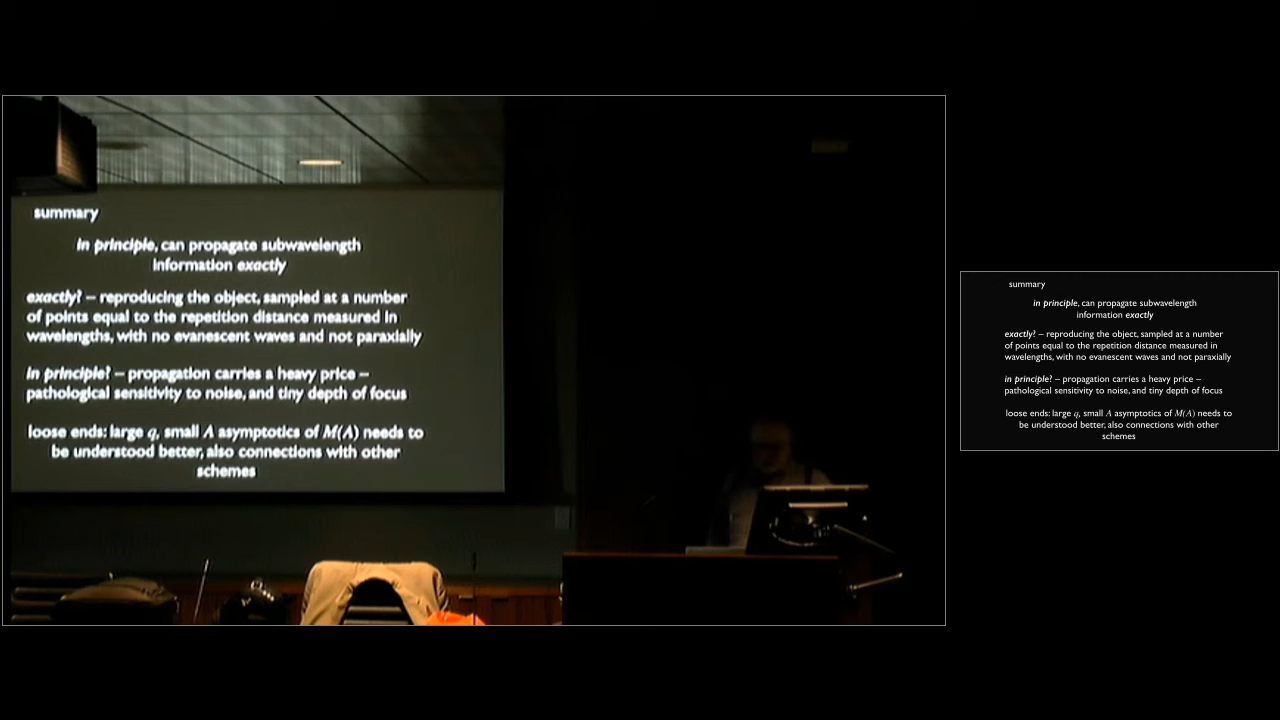 summary
in principle, can propagate subwavelength
information exactly
exactly? – reproducing the object, sampled at a number
of points equal to the repetition distance measured in
wavelengths, with no evanescent waves and not paraxially
in principle? – propagation carries a heavy price –
pathological sensitivity to noise, and tiny depth of focus
loose ends: large q, small A asymptotics of M(A) needs to
be understood better, also connections with other
schemes
summary
in principle, can propagate subwavelength
information exactly
exactly? – reproducing the object, sampled at a number
of points equal to the repetition distance measured in
wavelengths, with no evanescent waves and not paraxially
in principle? – propagation carries a heavy price –
pathological sensitivity to noise, and tiny depth of focus
loose ends: large q, small A asymptotics of M(A) needs to
be understood better, also connections with other
schemes